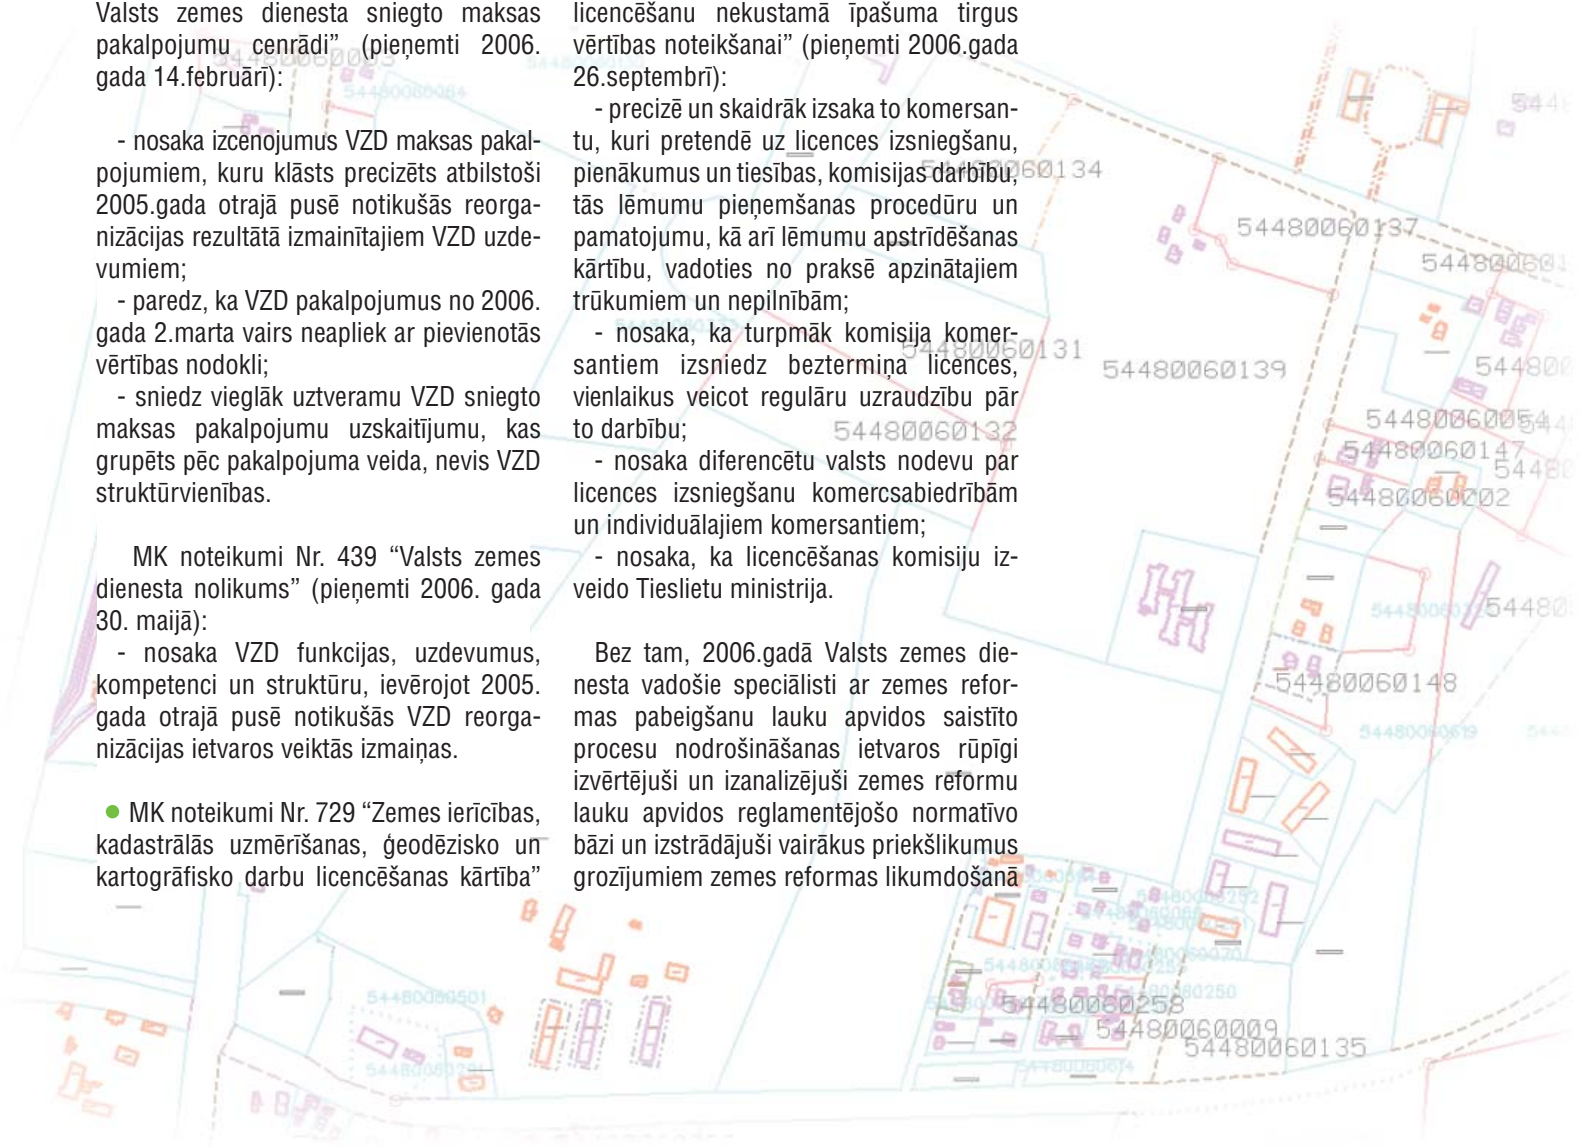 Valsts zemes dienesta sniegto maksas
pakalpojumu cenrādi” (pieņemti 2006.
gada 14.februārī):
- nosaka izcenojumus VZD maksas pakal-
pojumiem, kuru klāsts precizēts atbilstoši
2005.gada otrajā pusē notikušās reorga-
nizācijas rezultātā izmainītajiem VZD uzde-
vumiem;
- paredz, ka VZD pakalpojumus no 2006.
gada 2.marta vairs neapliek ar pievienotās
vērtības nodokli;
- sniedz vieglāk uztveramu VZD sniegto
maksas pakalpojumu uzskaitījumu, kas
grupēts pēc pakalpojuma veida, nevis VZD
struktūrvienības.
MK noteikumi Nr. 439 “Valsts zemes
dienesta nolikums” (pieņemti 2006. gada
30. maijā):
- nosaka VZD funkcijas, uzdevumus,
kompetenci un struktūru, ievērojot 2005.
gada otrajā pusē notikušās VZD reorga-
nizācijas ietvaros veiktās izmaiņas.
● MK noteikumi Nr. 729 “Zemes ierīcības,
kadastrālās uzmērīšanas, ģeodēzisko un
kartogrāfisko darbu licencēšanas kārtība”
licencēšanu nekustamā īpašuma tirgus
vērtības noteikšanai” (pieņemti 2006.gada
26.septembrī):
- precizē un skaidrāk izsaka to komersan-
tu, kuri pretendē uz licences izsniegšanu,
pienākumus un tiesības, komisijas darbību,
tās lēmumu pieņemšanas procedūru un
pamatojumu, kā arī lēmumu apstrīdēšanas
kārtību, vadoties no praksē apzinātajiem
trūkumiem un nepilnībām;
- nosaka, ka turpmāk komisija komer-
santiem izsniedz beztermiņa licences,
vienlaikus veicot regulāru uzraudzību pār
to darbību;
- nosaka diferencētu valsts nodevu par
licences izsniegšanu komercsabiedrībām
un individuālajiem komersantiem;
- nosaka, ka licencēšanas komisiju iz-
veido Tieslietu ministrija.
Bez tam, 2006.gadā Valsts zemes die-
nesta vadošie speciālisti ar zemes refor-
mas pabeigšanu lauku apvidos saistīto
procesu nodrošināšanas ietvaros rūpīgi
izvērtējuši un izanalizējuši zemes reformu
lauku apvidos reglamentējošo normatīvo
bāzi un izstrādājuši vairākus priekšlikumus
grozījumiem zemes reformas likumdošanā
54480060003
54480060064
54480060134
54480060137
54480060131
54480060139
54480060132
54480060054
54480060147
54480060002
54480060148
54480060619
54480060501
54480060250
54480060258
54480060009
54480060135
54480060614